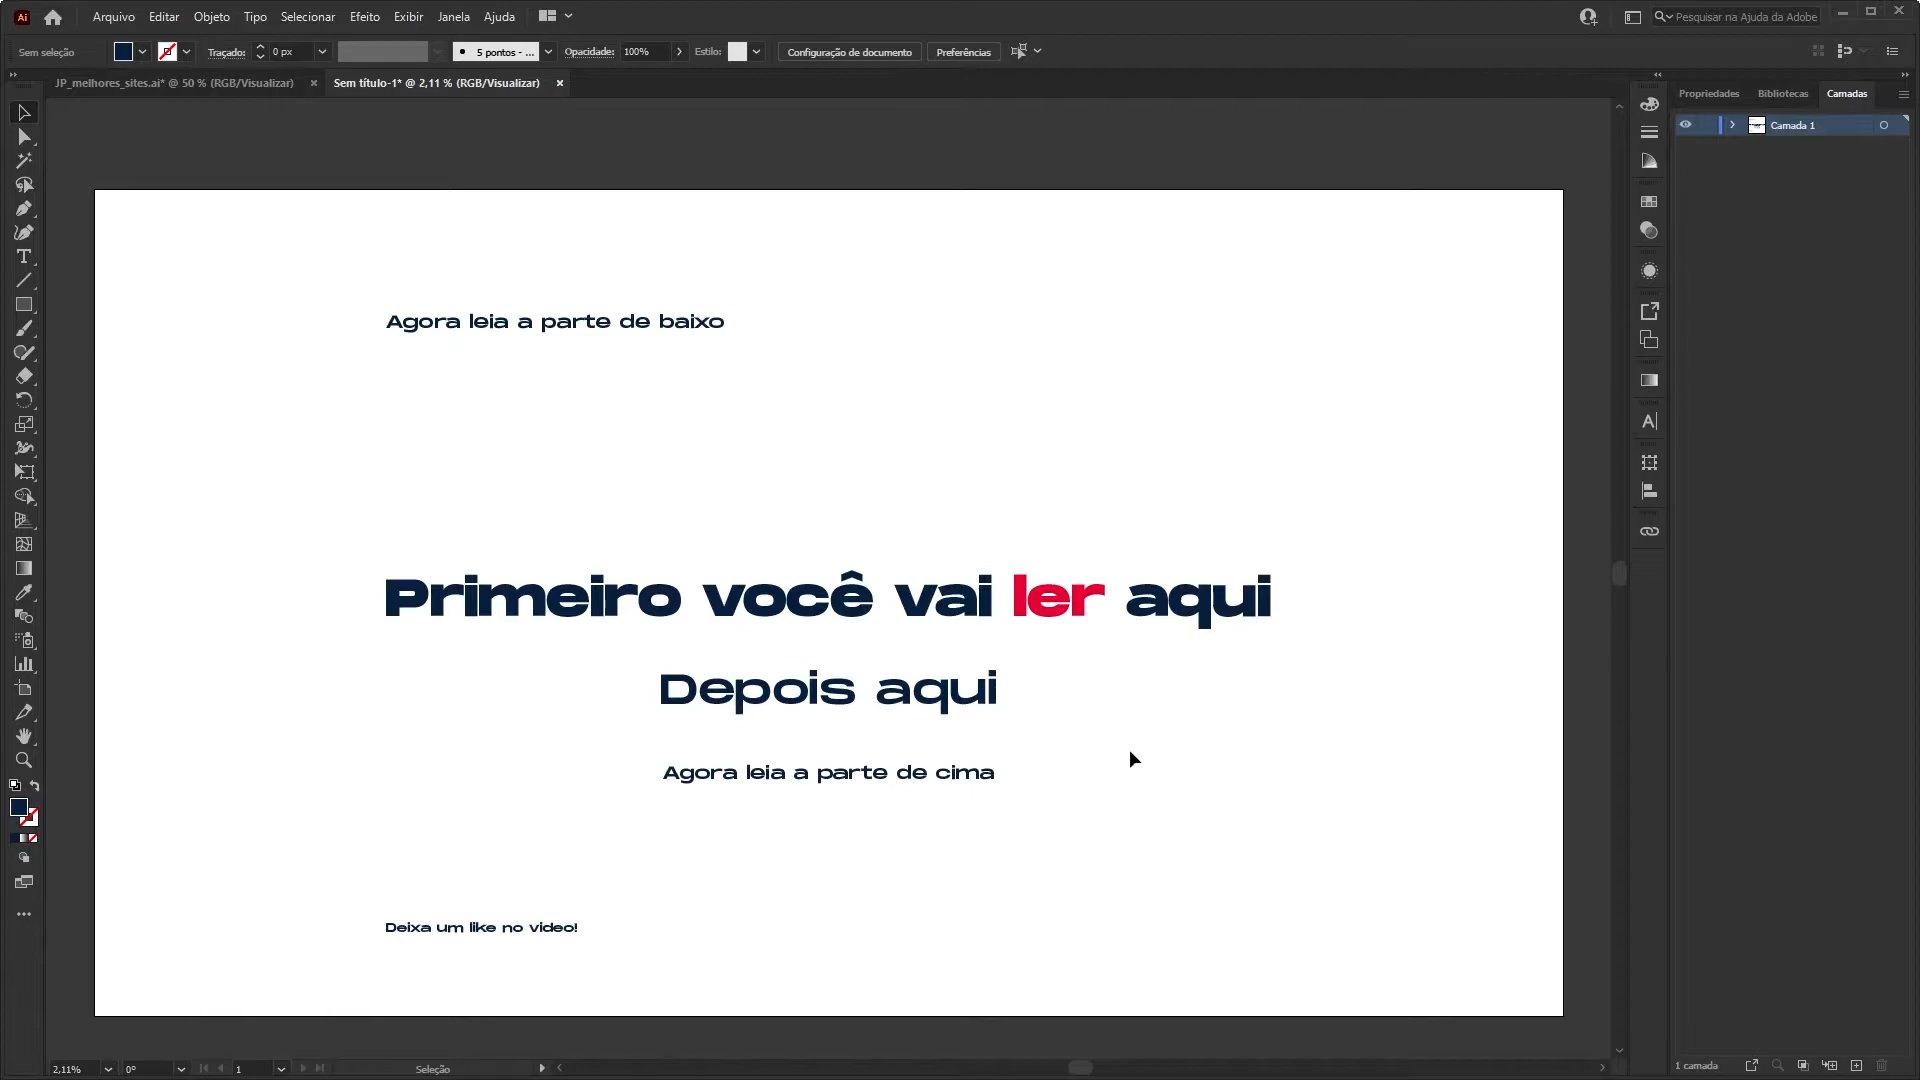 Ai Arquivo Editar Objeto Tipo Selecionar Efeito Exibir Janela Ajuda Pesquisar na Ajuda da Adobe
Sem seleção Traçado: 0 px 5 pontos - ... Opacidade: 100% Estilo: Configuração de documento Preferências
JP_melhores_sites.ai* @ 50 % (RGB/Visualizar) × Sem título-1* @ 2,11 % (RGB/Visualizar) ×
Propriedades Bibliotecas Camadas
Camada 1
Agora leia a parte de baixo
Primeiro você vai ler aqui
Depois aqui
Agora leia a parte de cima
Deixa um like no video!
2,11% 0° 1 Seleção 1 camada